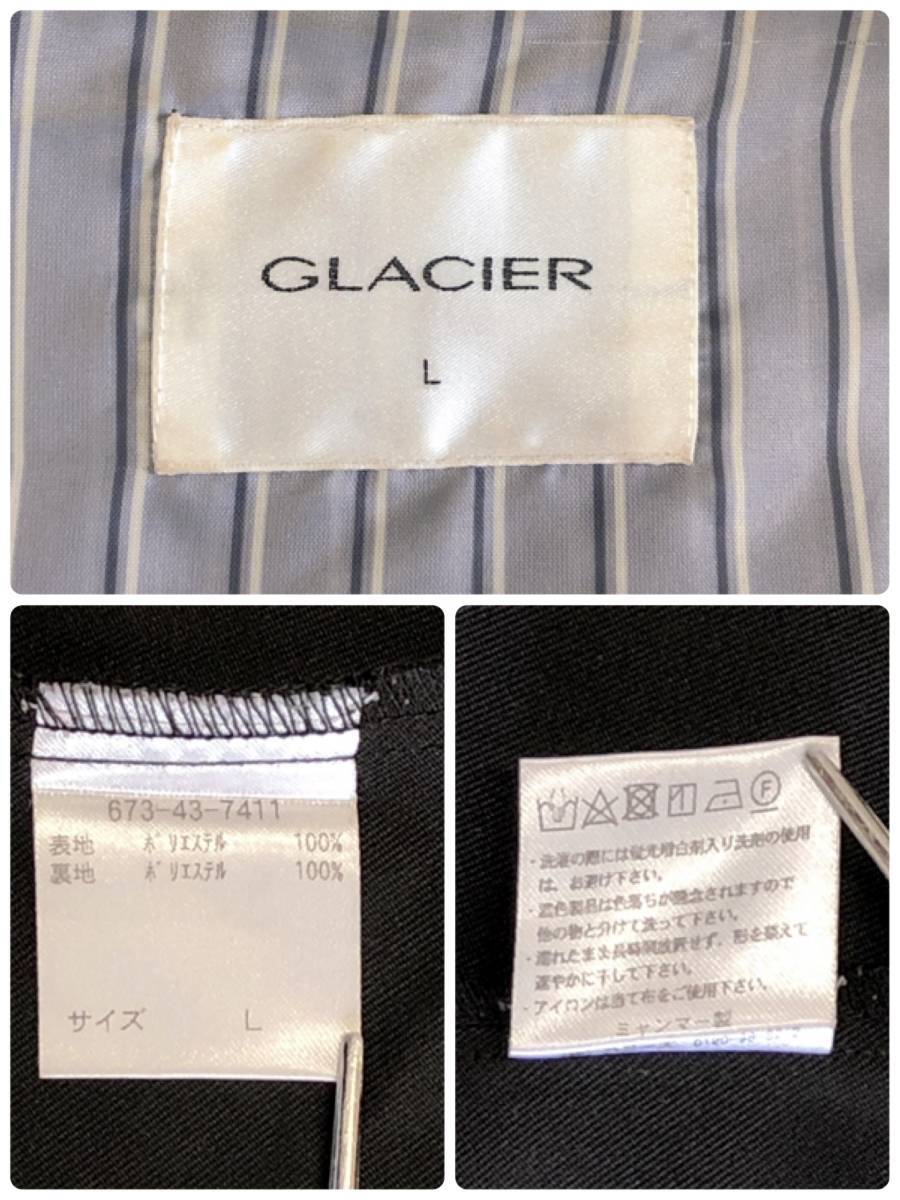 GLACIER
L
673-43-7411
表地 ポリエステル 100%
裏地 ポリエステル 100%
サイズ L
・洗濯の際には蛍光増白剤入り洗剤の使用
は、お避け下さい。
・濃色製品は色落ちが懸念されますので
他の物と分けて洗って下さい。
・濡れたまま長時間放置せず、形を整えて
速やかに干して下さい。
・アイロンは当て布をご使用下さい。
ミャンマー製